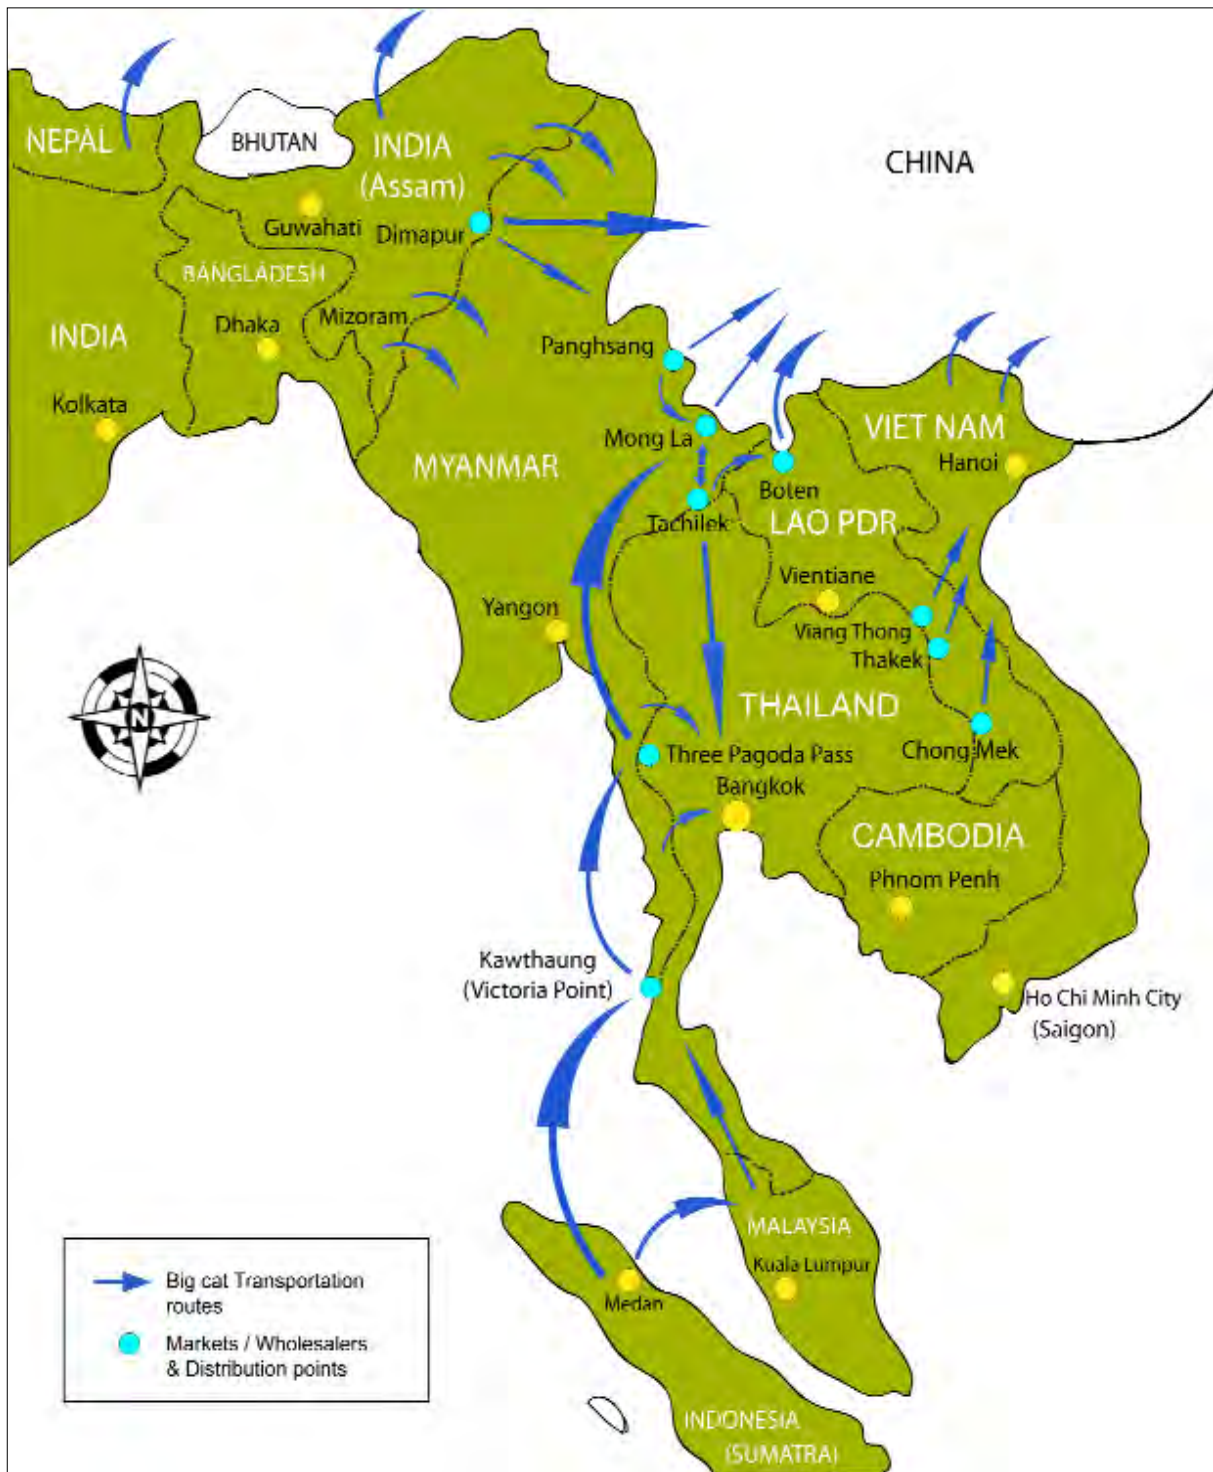 NEPAL
BHUTAN
INDIA
(Assam)
CHINA
Guwahati
Dimapur
BANGLADESH
INDIA
Dhaka
Mizoram
Panghsang
Kolkata
MYANMAR
Mong La
VIET NAM
Hanoi
Boten
Tachilek
LAO PDR
Vientiane
Yangon
Viang Thong
Thakek
THAILAND
Three Pagoda Pass
Chong Mek
Bangkok
N
CAMBODIA
Phnom Penh
Kawthaung
(Victoria Point)
Ho Chi Minh City
(Saigon)
MALAYSIA
Kuala Lumpur
Medan
INDONESIA
(SUMATRA)
Big cat Transportation
routes
Markets / Wholesalers
& Distribution points